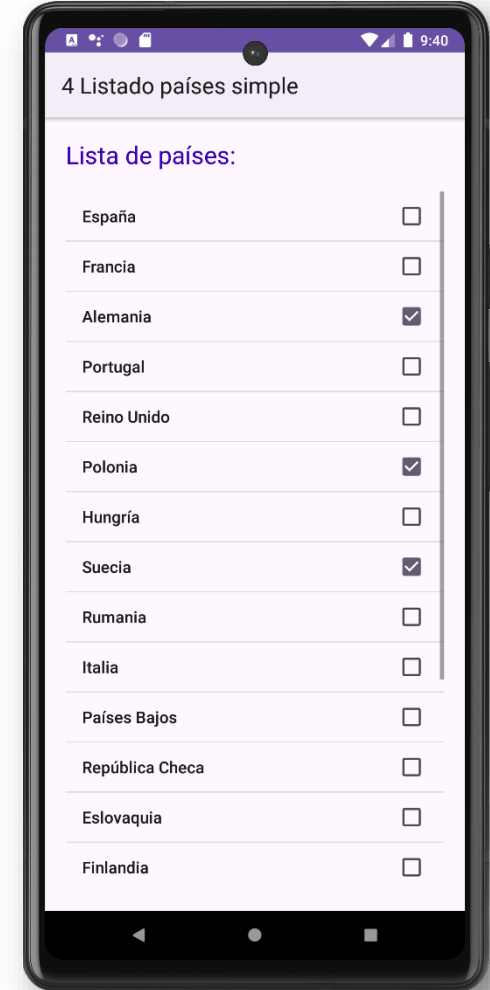 9:40
4 Listado países simple
Lista de países:
España
Francia
Alemania
Portugal
Reino Unido
Polonia
Hungría
Suecia
Rumania
Italia
Países Bajos
República Checa
Eslovaquia
Finlandia